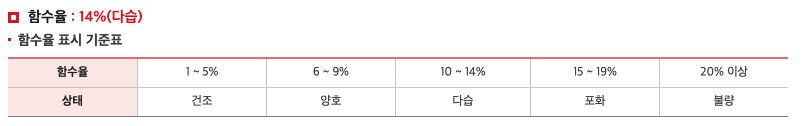 함수율 : 14%(다습)
함수율 표시 기준표
함수율 1 ~ 5% 6 ~ 9% 10 ~ 14% 15 ~ 19% 20% 이상
상태 건조 양호 다습 포화 불량